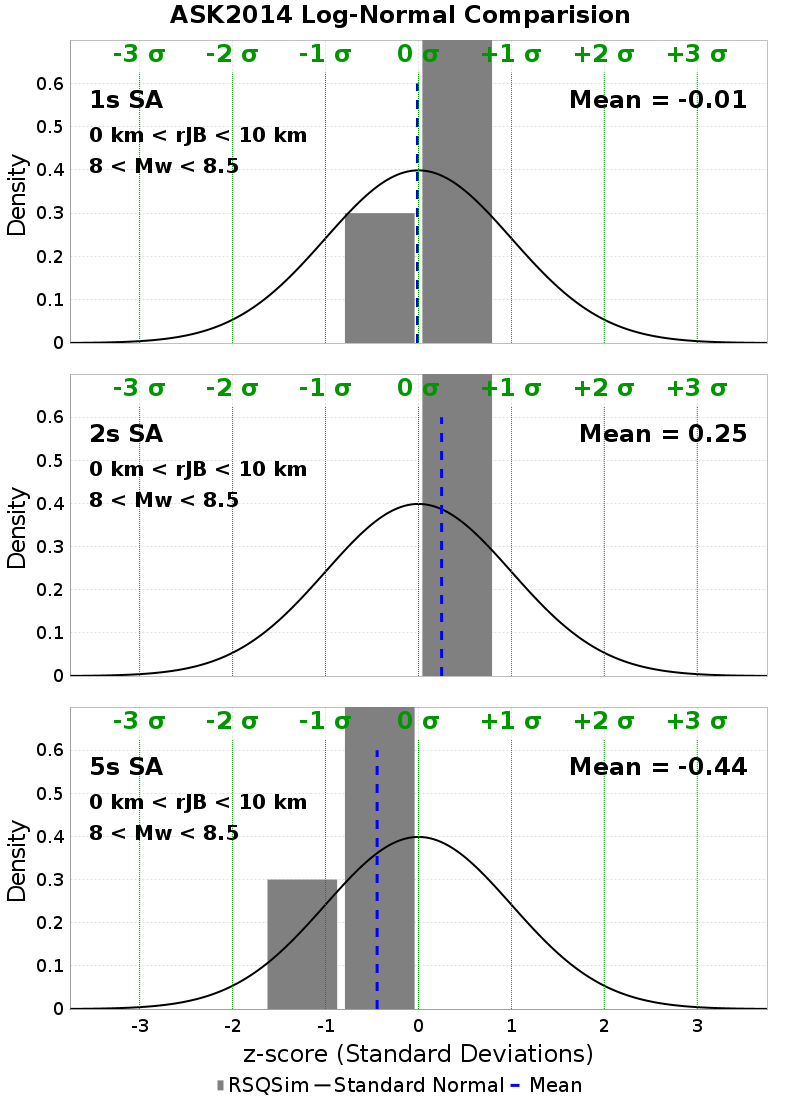 ASK2014 Log-Normal Comparision
-3 σ -2 σ -1 σ 0 σ +1 σ +2 σ +3 σ
1s SA
Mean = -0.01
0 km < rJB < 10 km
8 < Mw < 8.5
Density
0.6
0.5
0.4
0.3
0.2
0.1
0
-3 σ -2 σ -1 σ 0 σ +1 σ +2 σ +3 σ
2s SA
Mean = 0.25
0 km < rJB < 10 km
8 < Mw < 8.5
Density
0.6
0.5
0.4
0.3
0.2
0.1
0
-3 σ -2 σ -1 σ 0 σ +1 σ +2 σ +3 σ
5s SA
Mean = -0.44
0 km < rJB < 10 km
8 < Mw < 8.5
Density
0.6
0.5
0.4
0.3
0.2
0.1
0
-3 -2 -1 0 1 2 3
z-score (Standard Deviations)
RSQSim Standard Normal Mean